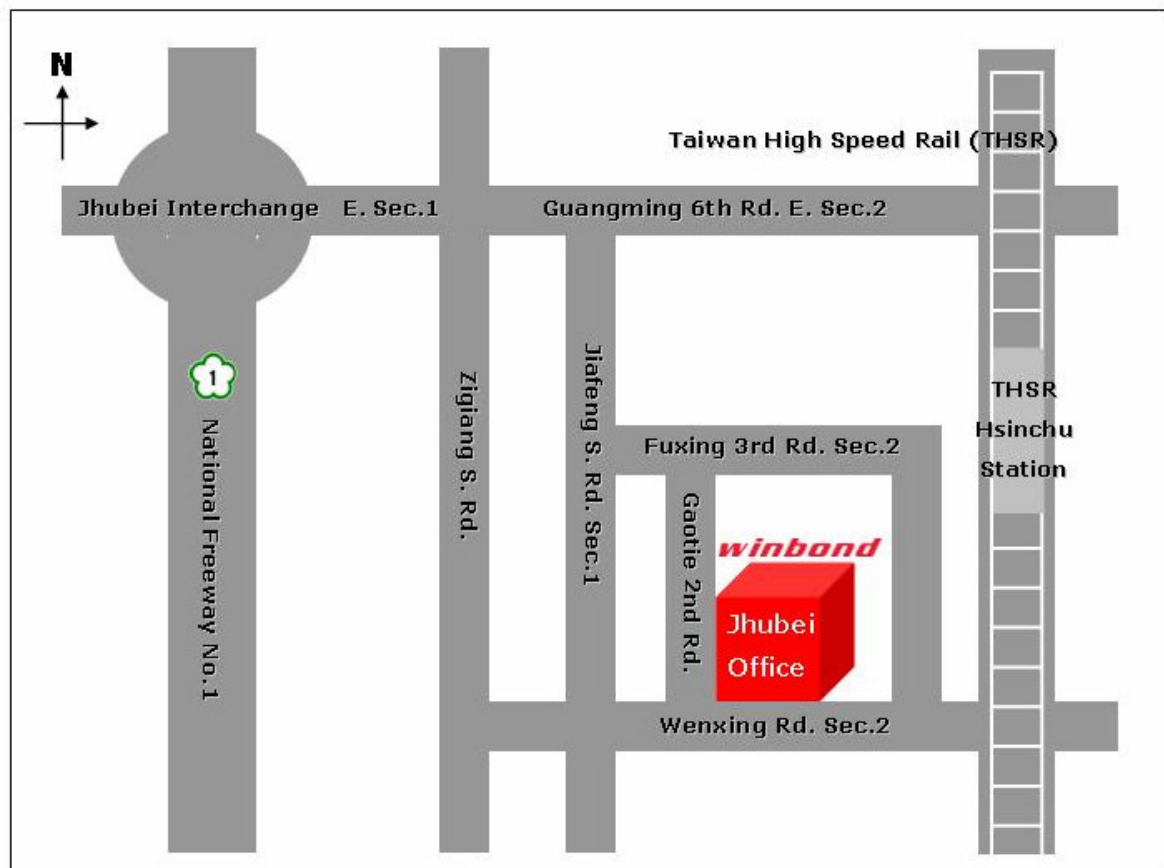 N
Taiwan High Speed Rail (THSR)
Jhubei Interchange E. Sec.1
Guangming 6th Rd. E. Sec.2
1
National Freeway No.1
Ziqiang S. Rd.
Jiafeng S. Rd. Sec.1
THSR
Hsinchu
Station
Fuxing 3rd Rd. Sec.2
Gaotie 2nd Rd.
winbond
Jhubei
Office
Wenxing Rd. Sec.2